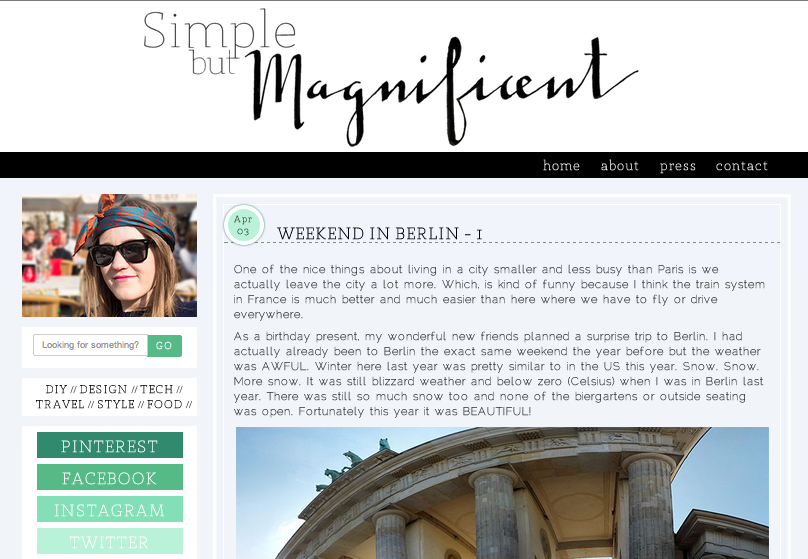 Simple
but
Magnificent
home about press contact
Looking for something? GO
DIY // DESIGN // TECH //
TRAVEL // STYLE // FOOD //
PINTEREST
FACEBOOK
INSTAGRAM
TWITTER
Apr
03
WEEKEND IN BERLIN - 1
One of the nice things about living in a city smaller and less busy than Paris is we
actually leave the city a lot more. Which, is kind of funny because I think the train system
in France is much better and much easier than here where we have to fly or drive
everywhere.
As a birthday present, my wonderful new friends planned a surprise trip to Berlin. I had
actually already been to Berlin the exact same weekend the year before but the weather
was AWFUL. Winter here last year was pretty similar to in the US this year. Snow. Snow.
More snow. It was still blizzard weather and below zero (Celsius) when I was in Berlin last
year. There was still so much snow too and none of the biergartens or outside seating
was open. Fortunately this year it was BEAUTIFUL!